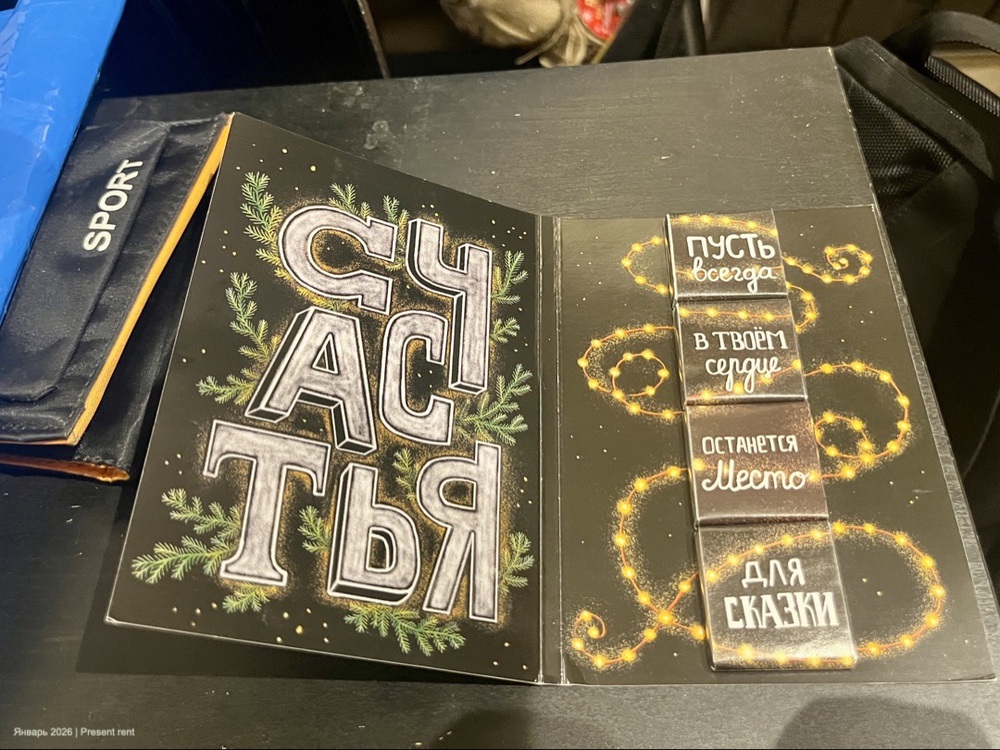 SPORT
СЧ
АС
ТЬЯ
ПУСТЬ
всегда
В ТВОЁМ
сердце
ОСТАНЕТСЯ
Место
ДЛЯ
СКАЗКИ
Январь 2026 | Present rent